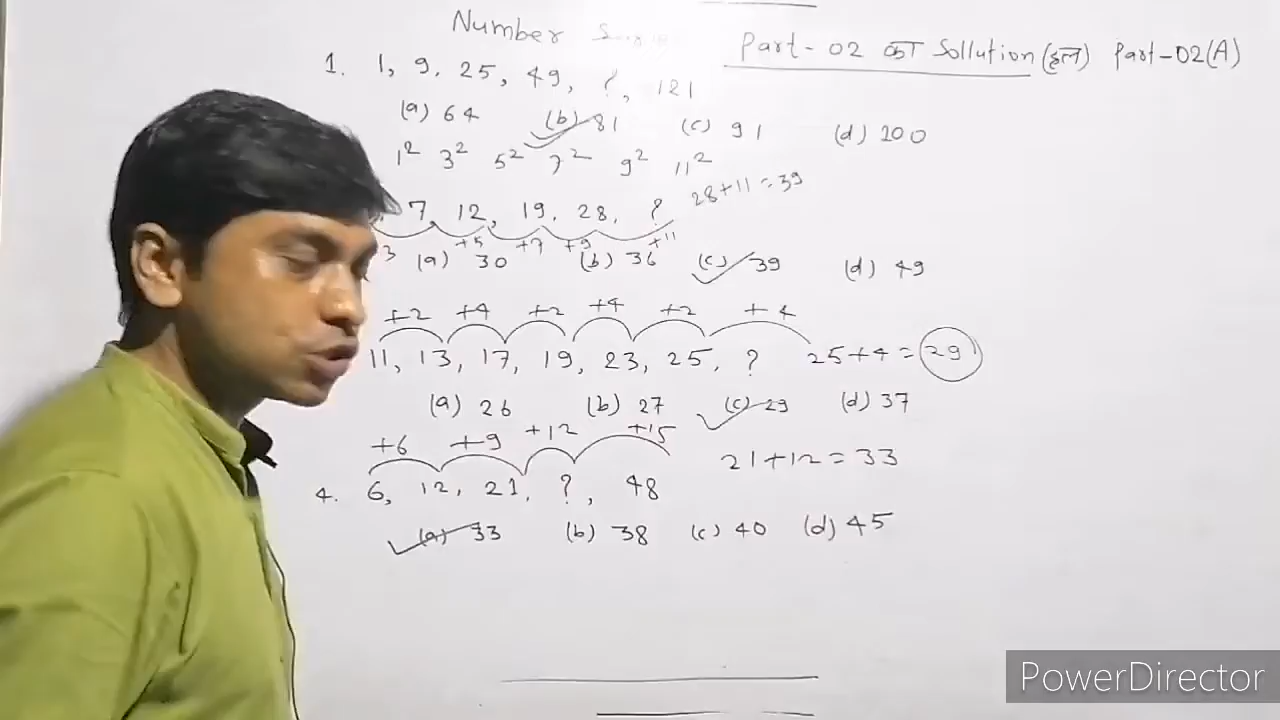 Number
Part-02 का Sollution (हल) Part-02(A)
1. 1, 9, 25, 49, ?, 121
(a) 64 (b) 81 (c) 91 (d) 100
1² 3² 5² 7² 9² 11²
28+11=39
7, 12, 19, 28, ?
3 +5 +7 +9 +11
(a) 30 (b) 36 (c) 39 (d) 49
+2 +4 +2 +4 +2 +4
11, 13, 17, 19, 23, 25, ? 25+4=29
(a) 26 (b) 27 (c) 29 (d) 37
+6 +9 +12 +15
21+12=33
4. 6, 12, 21, ?, 48
(a) 33 (b) 38 (c) 40 (d) 45
PowerDirector